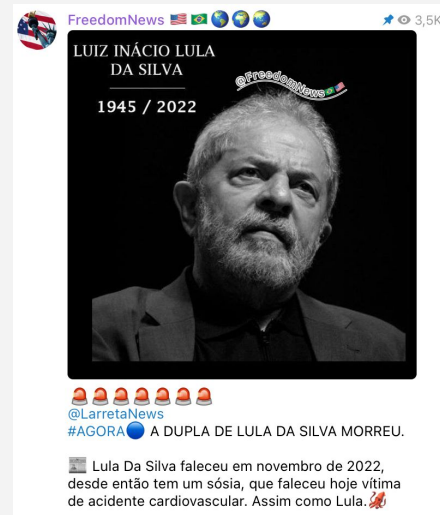 FreedomNews 🇺🇸 🇧🇷 🌎 🌍 🌏
📌 👁 3,5K
LUIZ INÁCIO LULA
DA SILVA
1945 / 2022
@FreedomNews🇧🇷🇺🇸
🚨🚨🚨🚨🚨🚨🚨
@LarretaNews
#AGORA🔵 A DUPLA DE LULA DA SILVA MORREU.
📰 Lula Da Silva faleceu em novembro de 2022,
desde então tem um sósia, que faleceu hoje vítima
de acidente cardiovascular. Assim como Lula.🦑